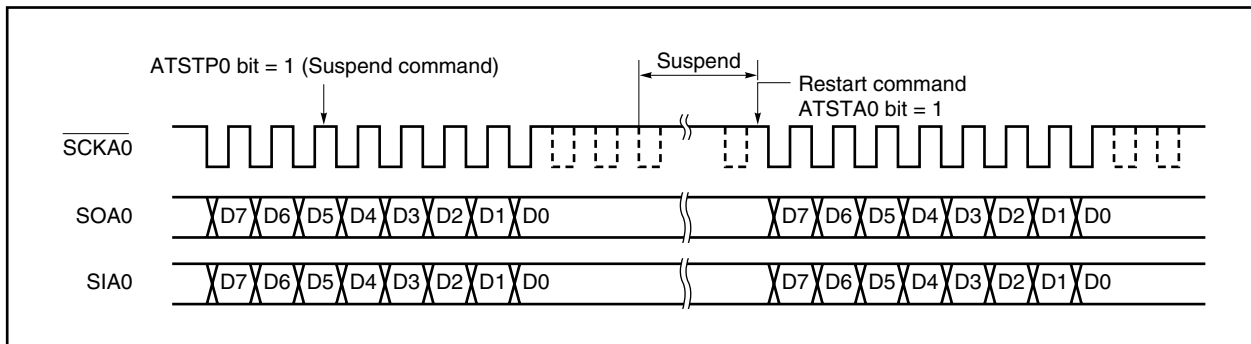 ATSTP0 bit = 1 (Suspend command)
Suspend
Restart command
ATSTA0 bit = 1
SCKA0
SOA0
D7 D6 D5 D4 D3 D2 D1 D0
D7 D6 D5 D4 D3 D2 D1 D0
SIA0
D7 D6 D5 D4 D3 D2 D1 D0
D7 D6 D5 D4 D3 D2 D1 D0